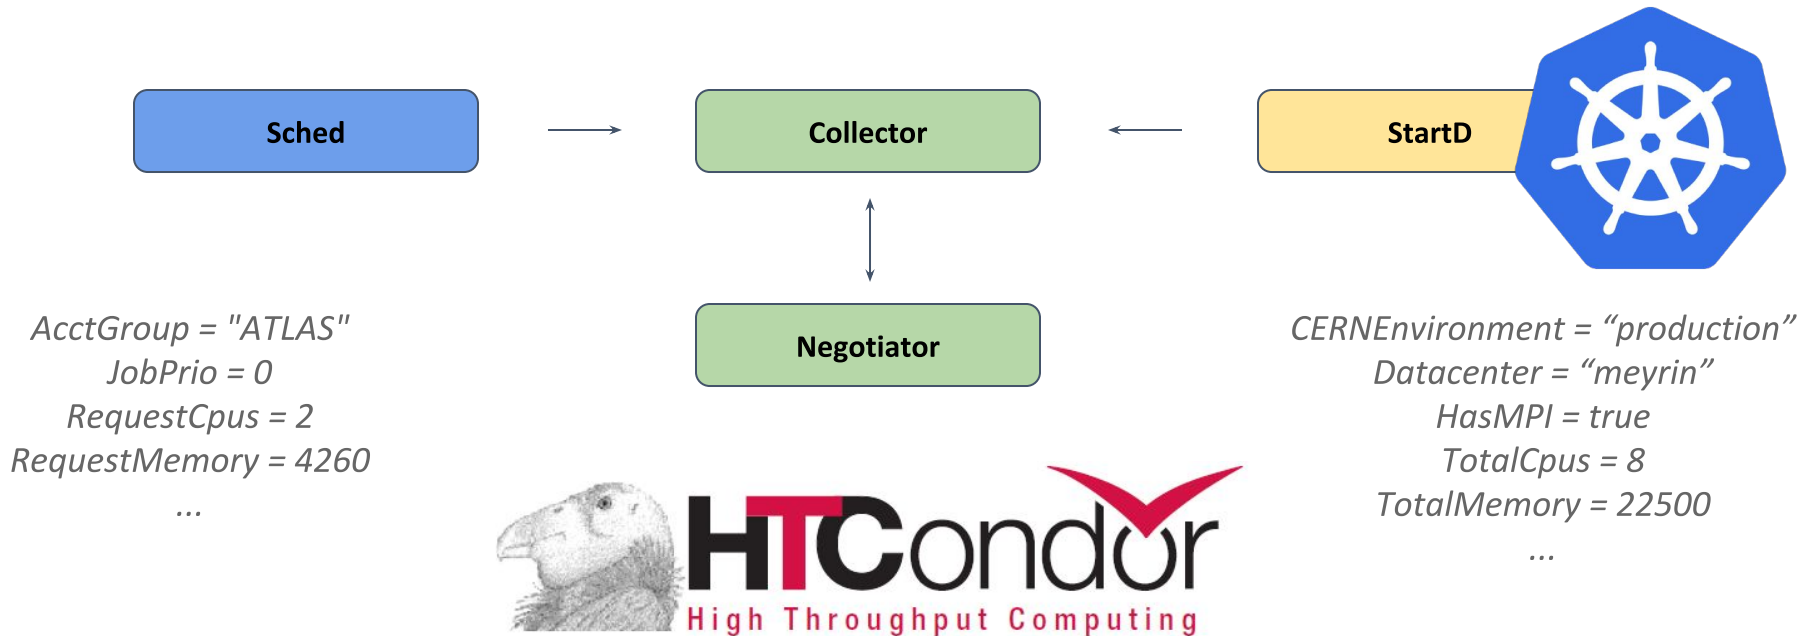 Sched
Collector
StartD
Negotiator
AcctGroup = "ATLAS"
JobPrio = 0
RequestCpus = 2
RequestMemory = 4260
...
CERNEnvironment = “production”
Datacenter = “meyrin”
HasMPI = true
TotalCpus = 8
TotalMemory = 22500
...
HTCondor
High Throughput Computing